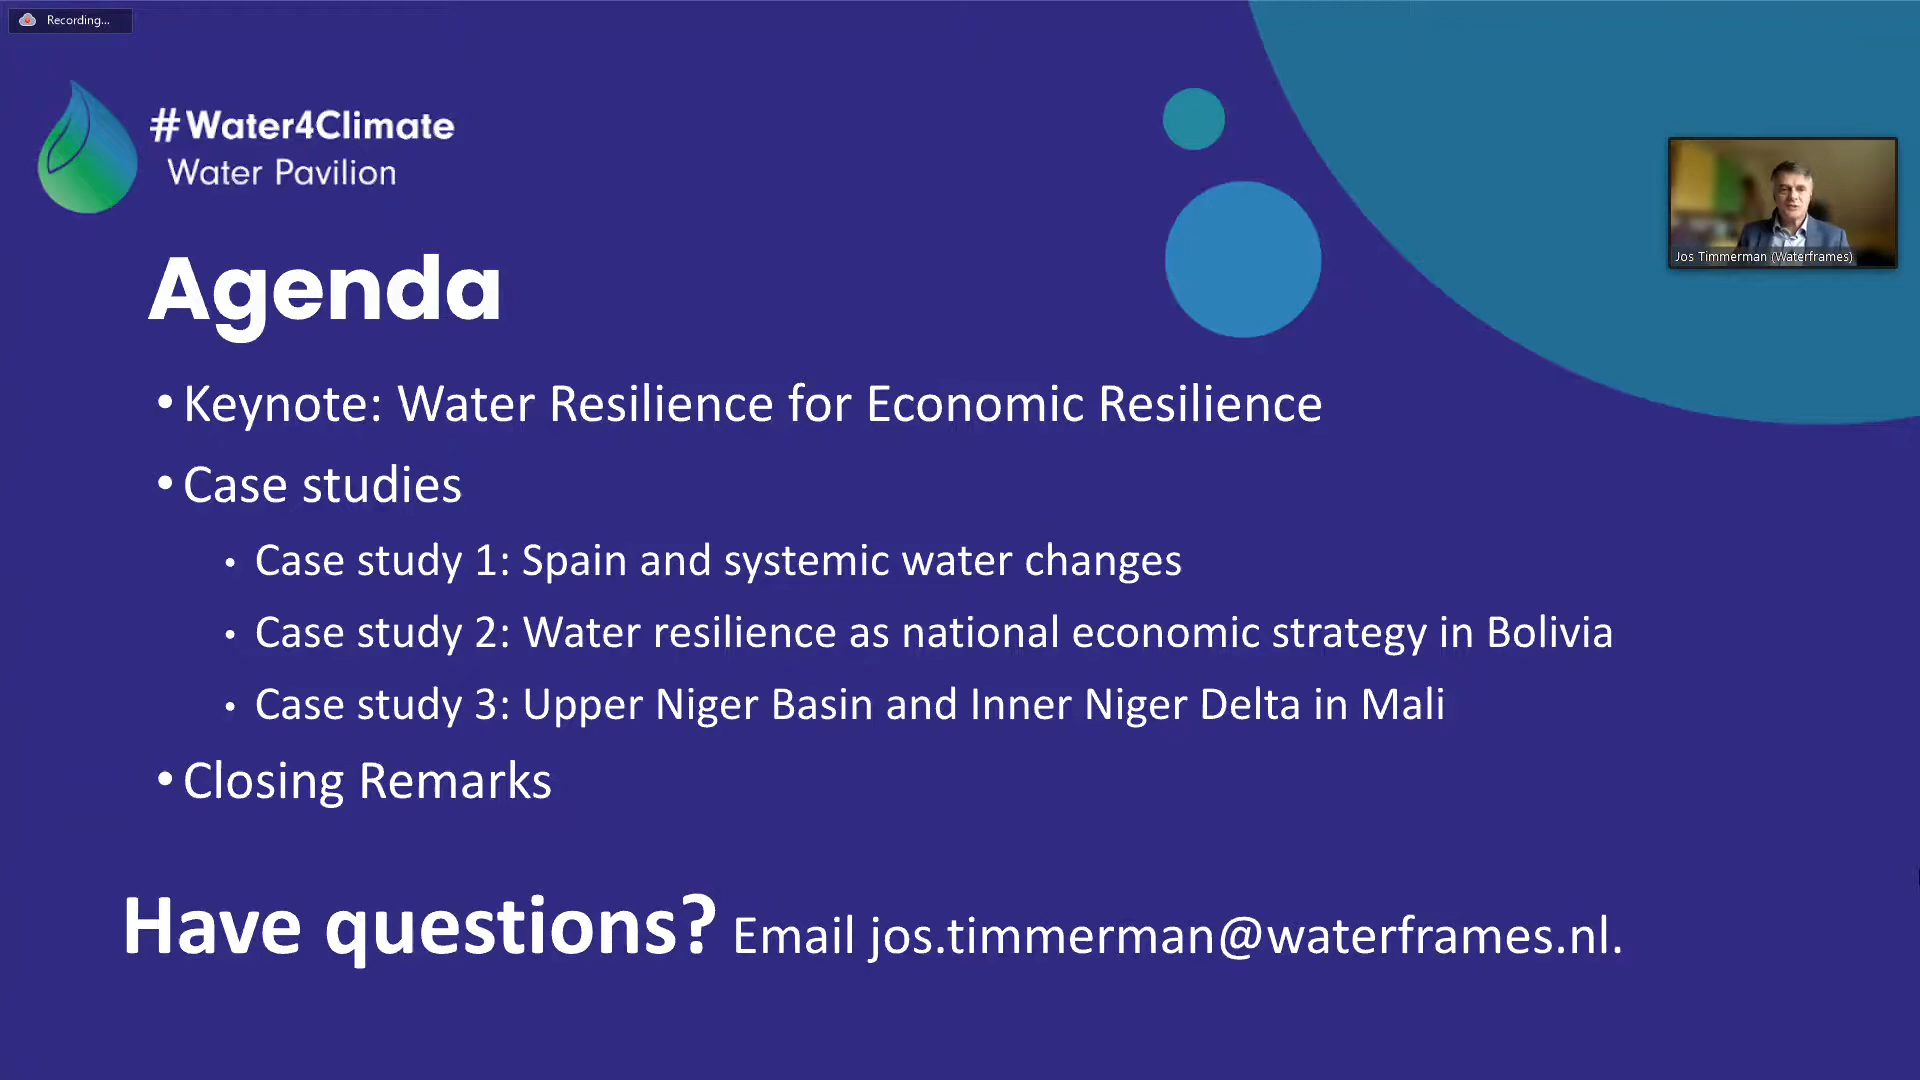 Recording...
#Water4Climate
Water Pavilion
Jos Timmerman (Waterframes)
Agenda
• Keynote: Water Resilience for Economic Resilience
• Case studies
• Case study 1: Spain and systemic water changes
• Case study 2: Water resilience as national economic strategy in Bolivia
• Case study 3: Upper Niger Basin and Inner Niger Delta in Mali
• Closing Remarks
Have questions? Email jos.timmerman@waterframes.nl.